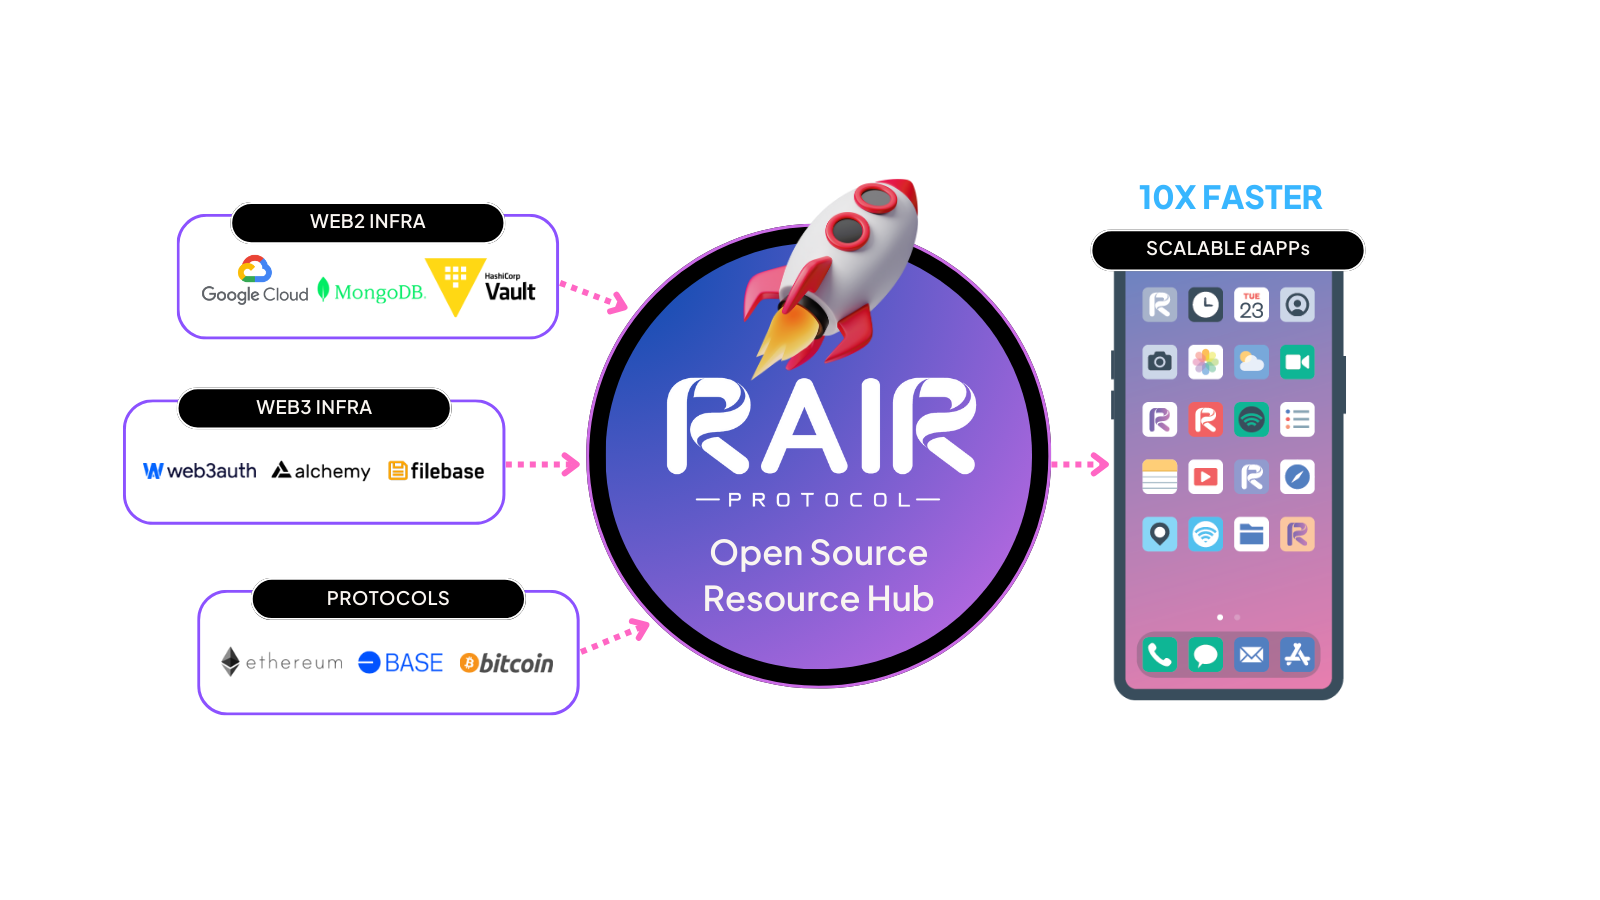 WEB2 INFRA
Google Cloud
MongoDB.
HashiCorp
Vault
WEB3 INFRA
web3auth
alchemy
filebase
PROTOCOLS
ethereum
BASE
bitcoin
RAIR
PROTOCOL
Open Source
Resource Hub
10X FASTER
SCALABLE dAPPs
TUE
23